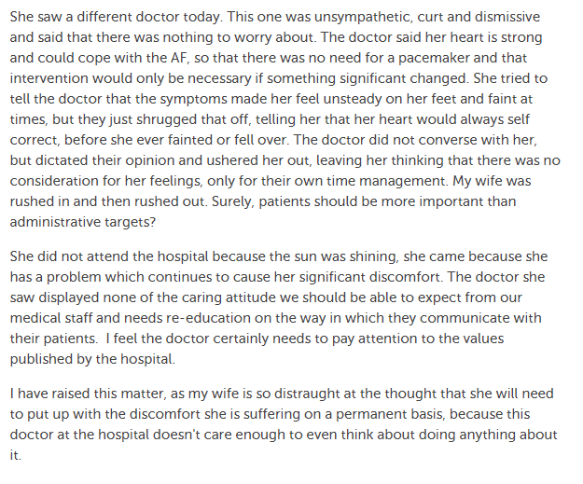 She saw a different doctor today. This one was unsympathetic, curt and dismissive
and said that there was nothing to worry about. The doctor said her heart is strong
and could cope with the AF, so that there was no need for a pacemaker and that
intervention would only be necessary if something significant changed. She tried to
tell the doctor that the symptoms made her feel unsteady on her feet and faint at
times, but they just shrugged that off, telling her that her heart would always self
correct, before she ever fainted or fell over. The doctor did not converse with her,
but dictated their opinion and ushered her out, leaving her thinking that there was no
consideration for her feelings, only for their own time management. My wife was
rushed in and then rushed out. Surely, patients should be more important than
administrative targets?
She did not attend the hospital because the sun was shining, she came because she
has a problem which continues to cause her significant discomfort. The doctor she
saw displayed none of the caring attitude we should be able to expect from our
medical staff and needs re-education on the way in which they communicate with
their patients. I feel the doctor certainly needs to pay attention to the values
published by the hospital.
I have raised this matter, as my wife is so distraught at the thought that she will need
to put up with the discomfort she is suffering on a permanent basis, because this
doctor at the hospital doesn't care enough to even think about doing anything about
it.